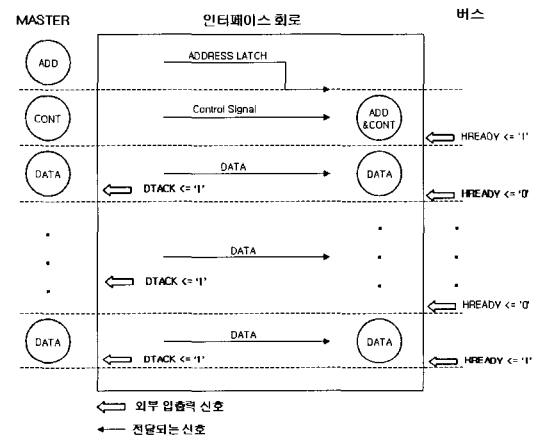 MASTER 인터페이스 회로 버스
ADD ADDRESS LATCH
CONT Control Signal ADD &CONT
HREADY <= '1'
DATA DATA DATA
DTACK <= '1' HREADY <= '0'
DATA
DTACK <= '1'
HREADY <= '0'
DATA DATA DATA
DTACK <= '1' HREADY <= '1'
외부 입출력 신호
전달되는 신호